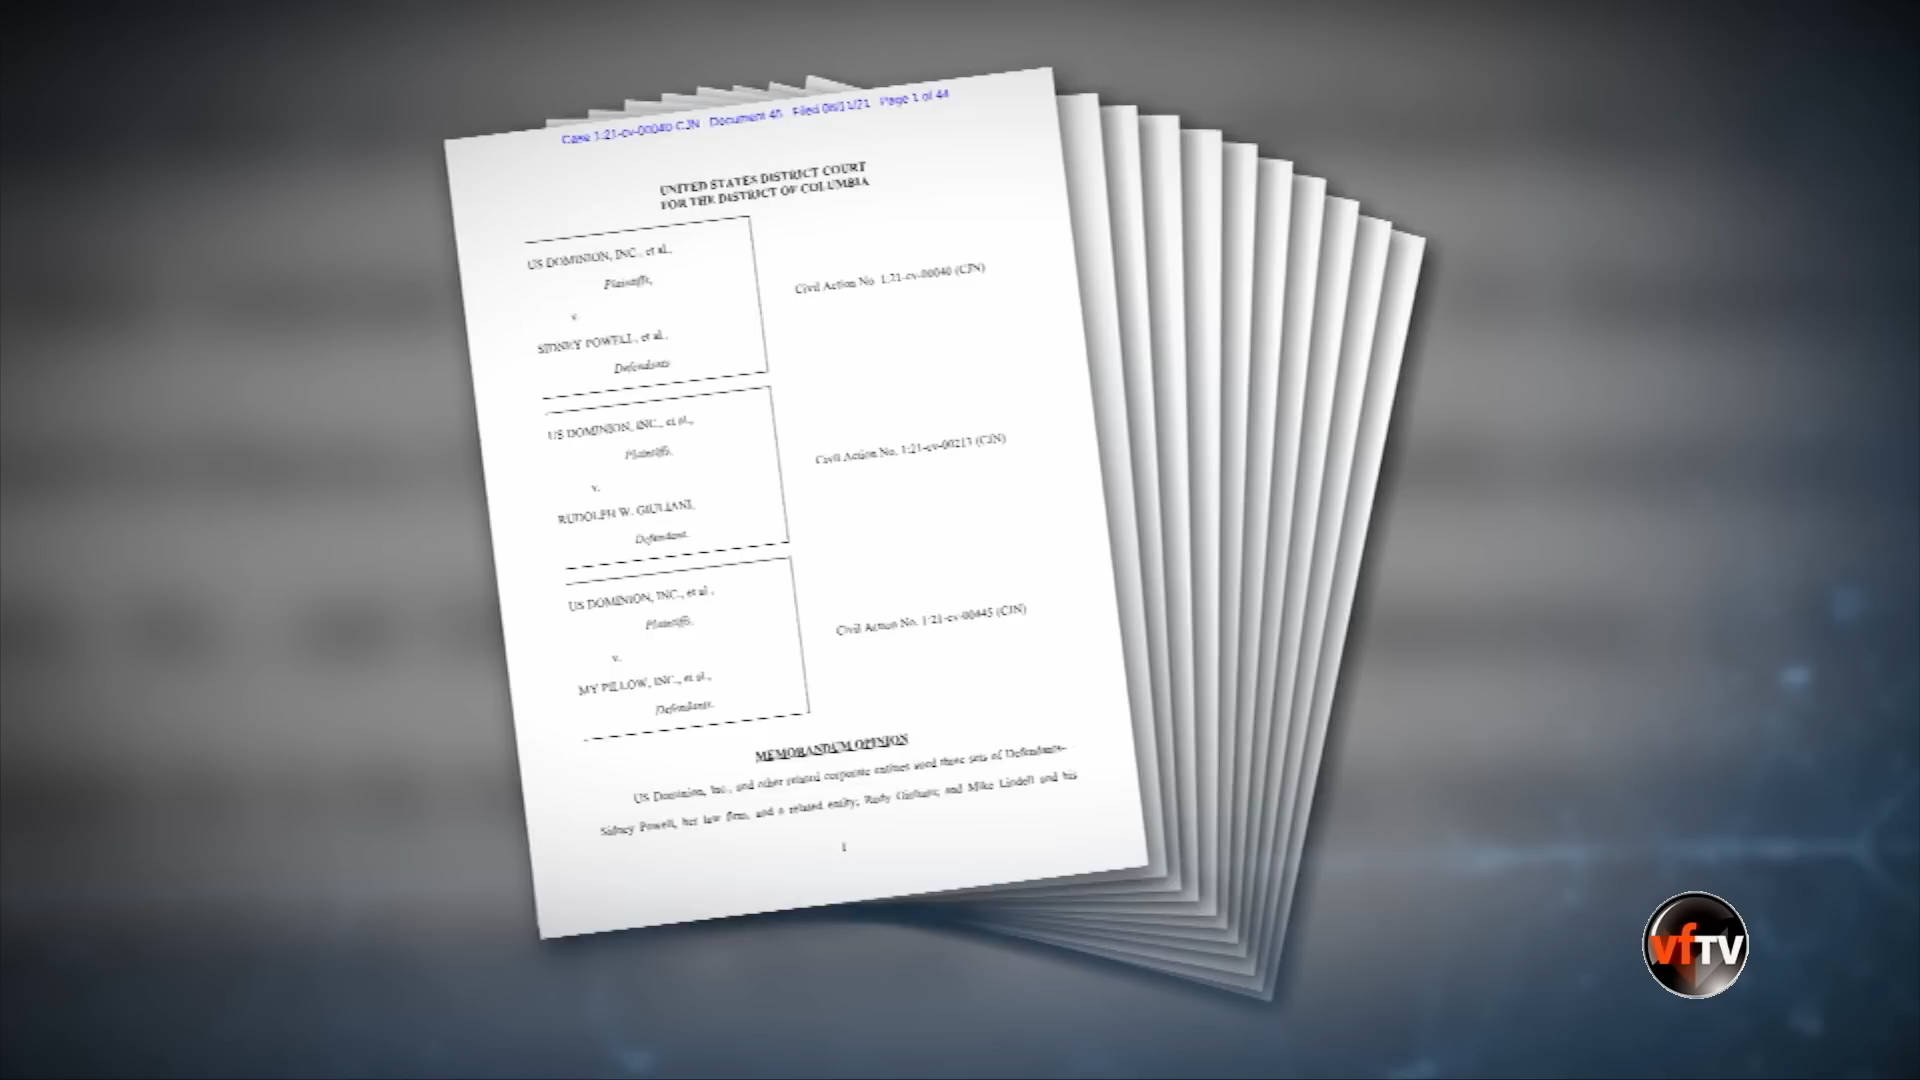 Case 1:21-cv-00040-CJN Document 45 Filed 08/11/21 Page 1 of 44
UNITED STATES DISTRICT COURT
FOR THE DISTRICT OF COLUMBIA
US DOMINION, INC., et al.,
Plaintiffs,
v.
SIDNEY POWELL, et al.,
Defendants
Civil Action No. 1:21-cv-00040 (CJN)
US DOMINION, INC., et al.,
Plaintiffs,
v.
RUDOLPH W. GIULIANI,
Defendant.
Civil Action No. 1:21-cv-00213 (CJN)
US DOMINION, INC., et al.,
Plaintiffs,
v.
MY PILLOW, INC., et al.,
Defendants.
Civil Action No. 1:21-cv-00445 (CJN)
MEMORANDUM OPINION
US Dominion, Inc., and other related corporate entities sued three sets of Defendants–
Sidney Powell, her law firm, and a related entity; Rudy Giuliani; and Mike Lindell and his
1
vfTV